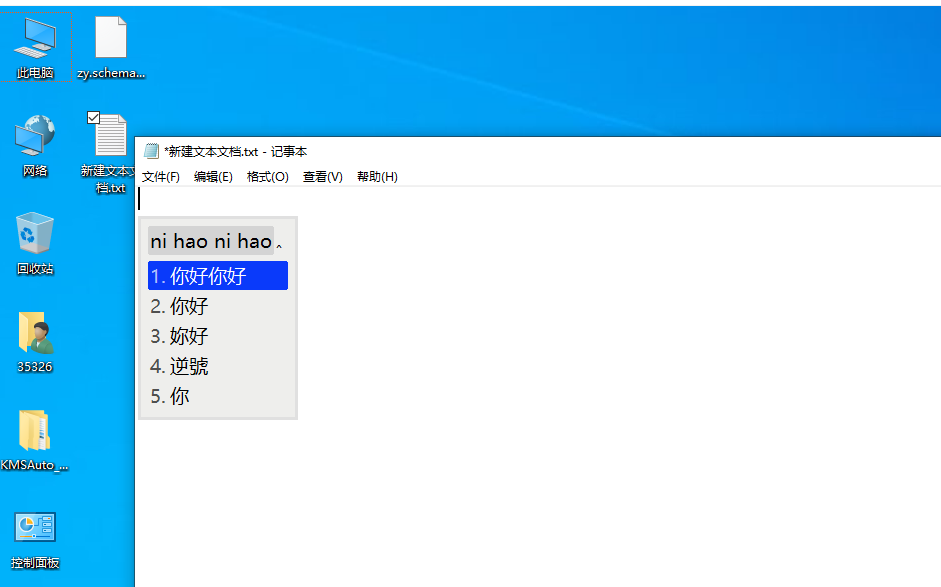 此电脑
zy.schema...
网络
新建文本文
档.txt
回收站
35326
KMSAuto_...
控制面板
*新建文本文档.txt - 记事本
文件(F) 编辑(E) 格式(O) 查看(V) 帮助(H)
ni hao ni hao‸
1. 你好你好
2. 你好
3. 妳好
4. 逆號
5. 你